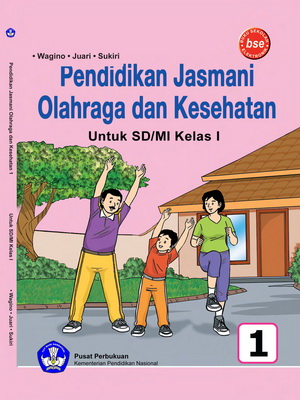 • Wagino • Juari • Sukiri
Pendidikan Jasmani
Olahraga dan Kesehatan
Untuk SD/MI Kelas I
bse
1
Pusat Perbukuan
Kementerian Pendidikan Nasional
Pendidikan Jasmani Olahraga dan Kesehatan 1
Untuk SD/MI Kelas I
• Wagino • Juari • Sukiri